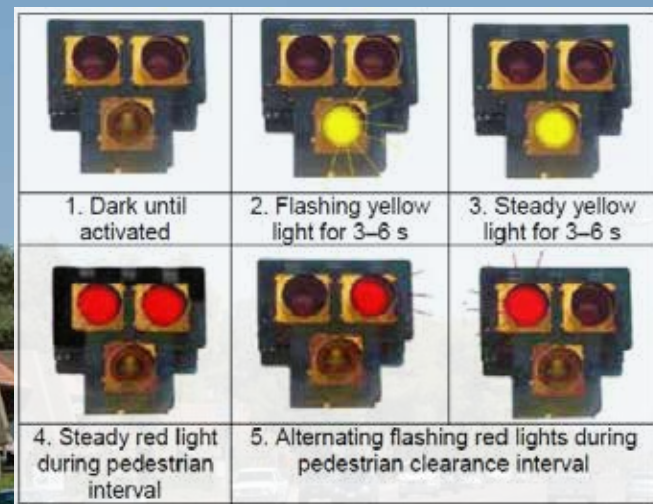 1. Dark until
activated
2. Flashing yellow
light for 3–6 s
3. Steady yellow
light for 3–6 s
4. Steady red light
during pedestrian
interval
5. Alternating flashing red lights during
pedestrian clearance interval